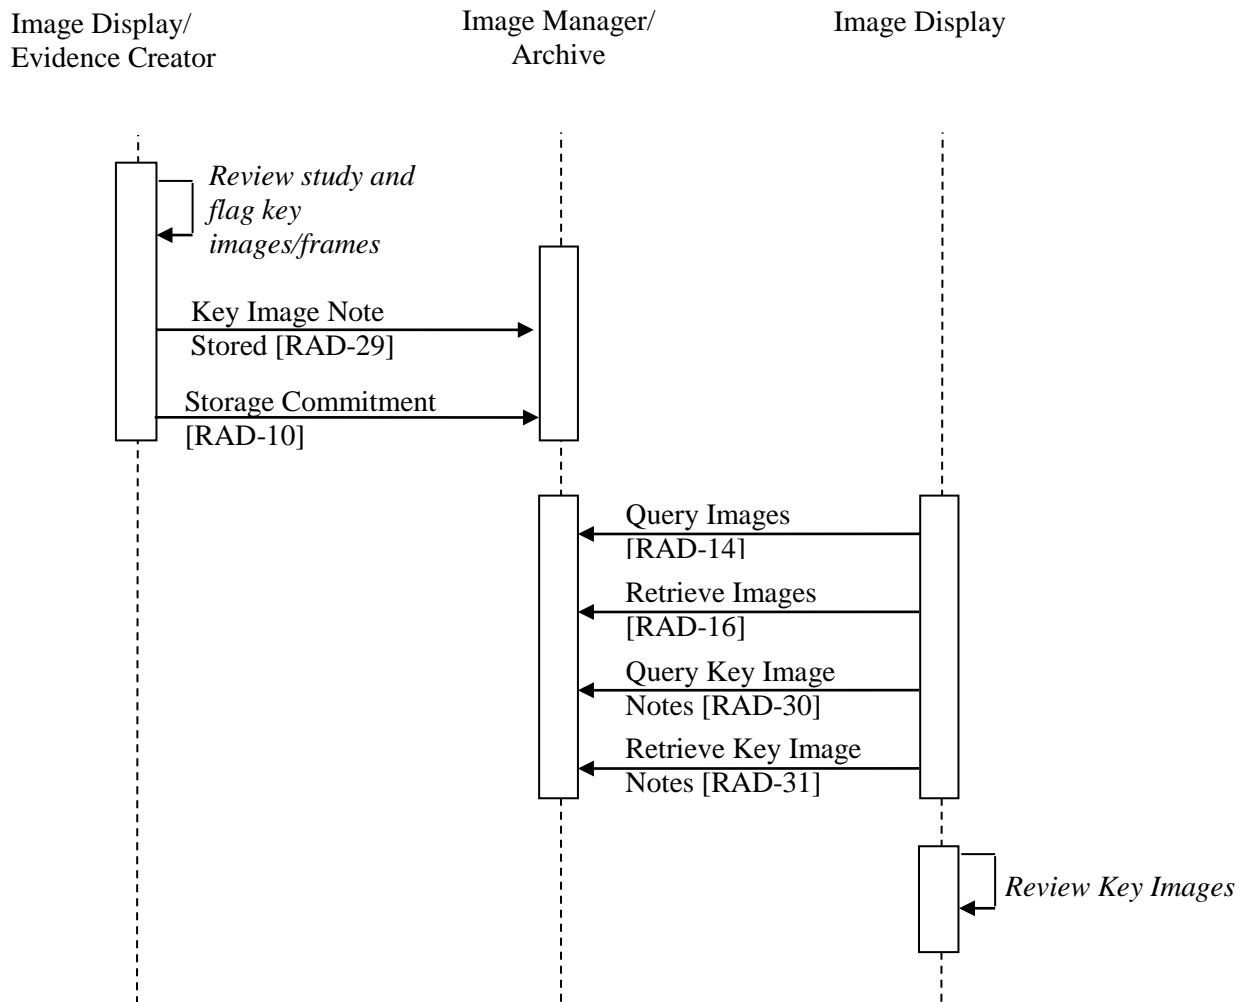 Image Display/
Evidence Creator
Image Manager/
Archive
Image Display
Review study and
flag key
images/frames
Key Image Note
Stored [RAD-29]
Storage Commitment
[RAD-10]
Query Images
[RAD-14]
Retrieve Images
[RAD-16]
Query Key Image
Notes [RAD-30]
Retrieve Key Image
Notes [RAD-31]
Review Key Images